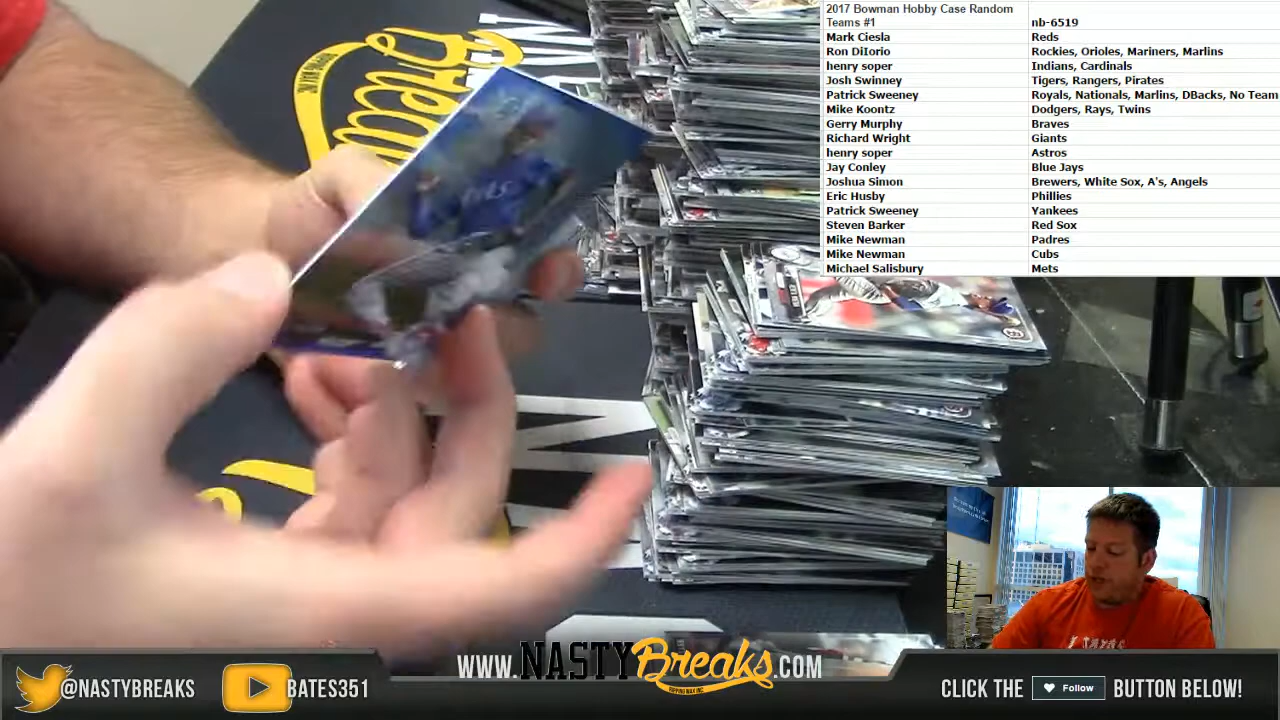 2017 Bowman Hobby Case Random
Teams #1 nb-6519
Mark Ciesla Reds
Ron DiIorio Rockies, Orioles, Mariners, Marlins
henry soper Indians, Cardinals
Josh Swinney Tigers, Rangers, Pirates
Patrick Sweeney Royals, Nationals, Marlins, DBacks, No Team
Mike Koontz Dodgers, Rays, Twins
Gerry Murphy Braves
Richard Wright Giants
henry soper Astros
Jay Conley Blue Jays
Joshua Simon Brewers, White Sox, A's, Angels
Eric Husby Phillies
Patrick Sweeney Yankees
Steven Barker Red Sox
Mike Newman Padres
Mike Newman Cubs
Michael Salisbury Mets
@NASTYBREAKS
BATES351
WWW.NASTYBreaks.COM
RIPPING WAX INC
CLICK THE Follow BUTTON BELOW!